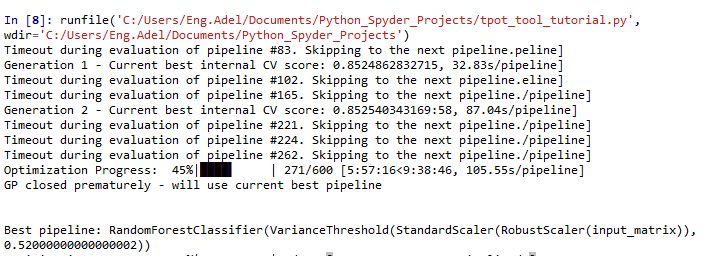 In [8]: runfile('C:/Users/Eng.Adel/Documents/Python_Spyder_Projects/tpot_tool_tutorial.py',
wdir='C:/Users/Eng.Adel/Documents/Python_Spyder_Projects')
Timeout during evaluation of pipeline #83. Skipping to the next pipeline.peline]
Generation 1 - Current best internal CV score: 0.8524862832715, 32.83s/pipeline]
Timeout during evaluation of pipeline #102. Skipping to the next pipeline.eline]
Timeout during evaluation of pipeline #165. Skipping to the next pipeline./pipeline]
Generation 2 - Current best internal CV score: 0.852540343169:58, 87.04s/pipeline]
Timeout during evaluation of pipeline #221. Skipping to the next pipeline./pipeline]
Timeout during evaluation of pipeline #224. Skipping to the next pipeline./pipeline]
Timeout during evaluation of pipeline #262. Skipping to the next pipeline./pipeline]
Optimization Progress:  45%|████      | 271/600 [5:57:16<9:38:46, 105.55s/pipeline]
GP closed prematurely - will use current best pipeline
Best pipeline: RandomForestClassifier(VarianceThreshold(StandardScaler(RobustScaler(input_matrix)),
0.52000000000000002))